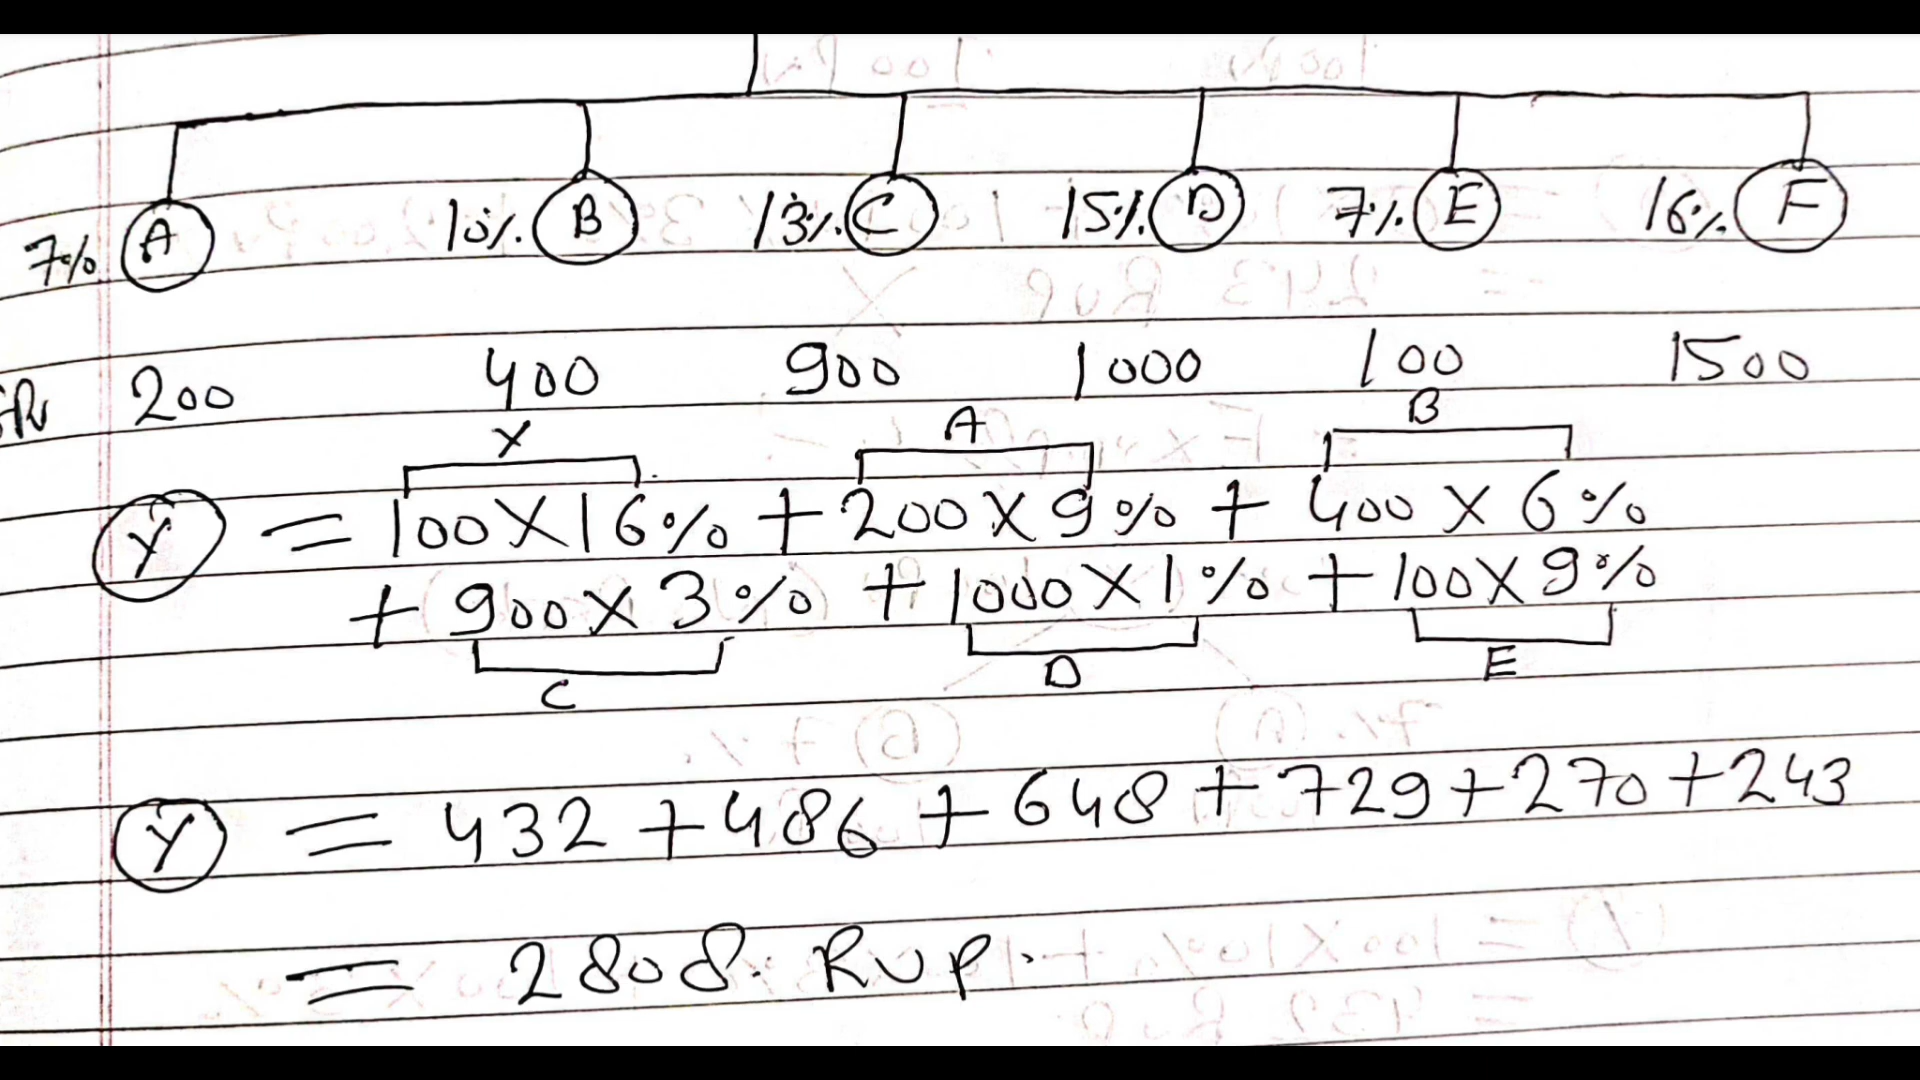 7% A 10% B 13% C 15% D 7% E 16% F
200 400 900 1000 100 1500
X A B
Y = 100 X 16% + 200 X 9% + 400 X 6%
+ 900 X 3% + 1000 X 1% + 100 X 9%
C D E
Y = 432 + 486 + 648 + 729 + 270 + 243
= 2808. RUP.